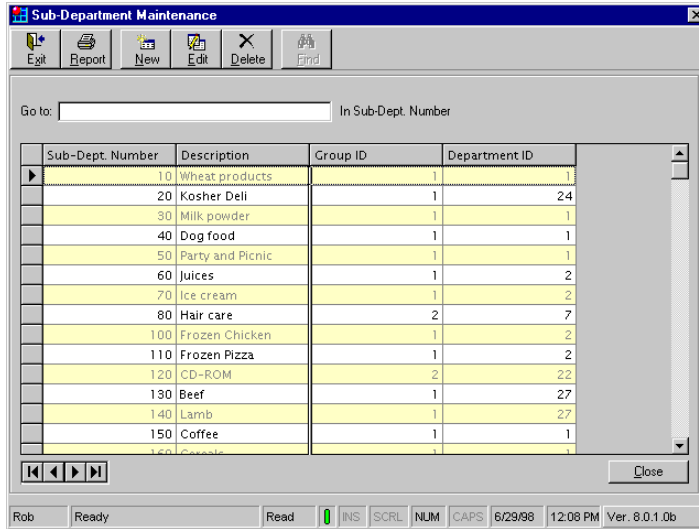 Sub-Department Maintenance
Exit Report New Edit Delete Find
Go to: In Sub-Dept. Number
Sub-Dept. Number Description Group ID Department ID
10 Wheat products 1 1
20 Kosher Deli 1 24
30 Milk powder 1 1
40 Dog food 1 1
50 Party and Picnic 1 1
60 Juices 1 2
70 Ice cream 1 2
80 Hair care 2 7
100 Frozen Chicken 1 2
110 Frozen Pizza 1 2
120 CD-ROM 2 22
130 Beef 1 27
140 Lamb 1 27
150 Coffee 1 1
160 Cereals 1 1
Close
Rob Ready Read INS SCRL NUM CAPS 6/29/98 12:08 PM Ver. 8.0.1.0b